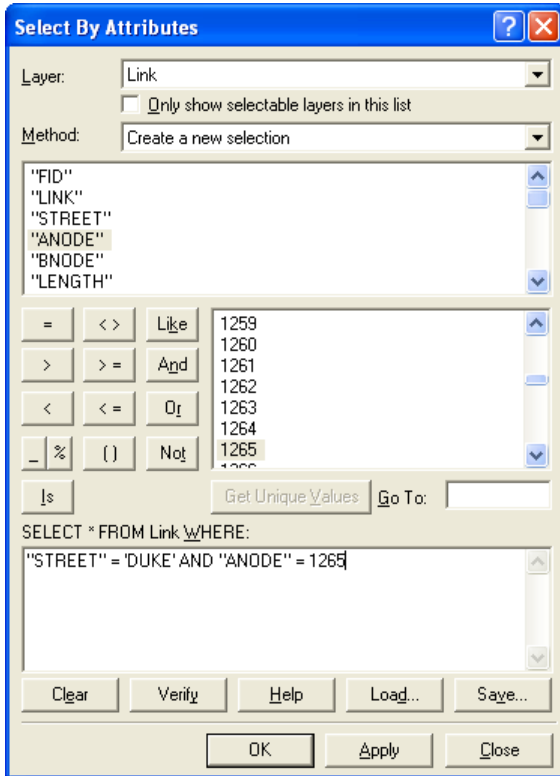 Select By Attributes
Layer: Link
Only show selectable layers in this list
Method: Create a new selection
"FID"
"LINK"
"STREET"
"ANODE"
"BNODE"
"LENGTH"
= < > Like
> > = And
< < = Or
_ % ( ) Not
Is
1259
1260
1261
1262
1263
1264
1265
1266
Get Unique Values Go To:
SELECT * FROM Link WHERE:
"STREET" = 'DUKE' AND "ANODE" = 1265
Clear Verify Help Load... Save...
OK Apply Close